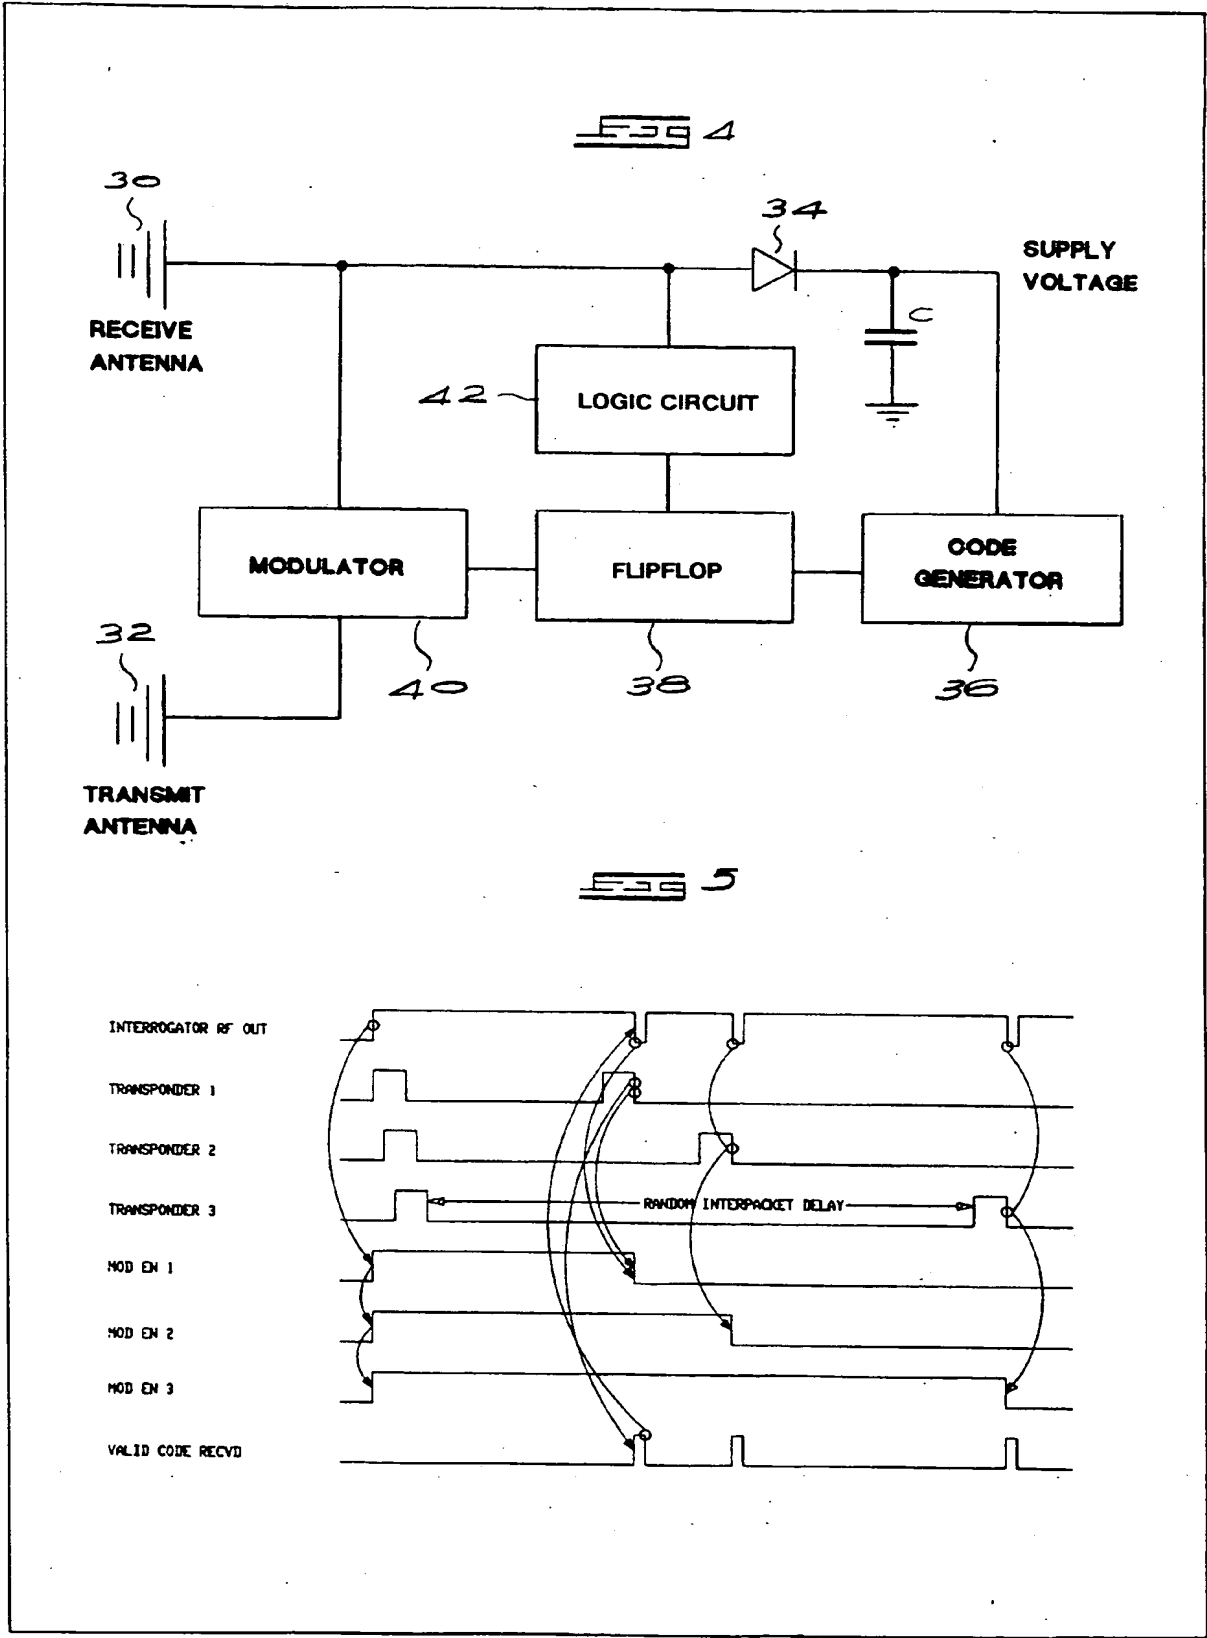 Fig 4
30
34
SUPPLY
VOLTAGE
RECEIVE
ANTENNA
C
42
LOGIC CIRCUIT
MODULATOR
FLIPFLOP
CODE
GENERATOR
32
40
38
36
TRANSMIT
ANTENNA
Fig 5
INTERROGATOR RF OUT
TRANSPONDER 1
TRANSPONDER 2
TRANSPONDER 3
RANDOM INTERPACKET DELAY
MOD EN 1
MOD EN 2
MOD EN 3
VALID CODE RECVD